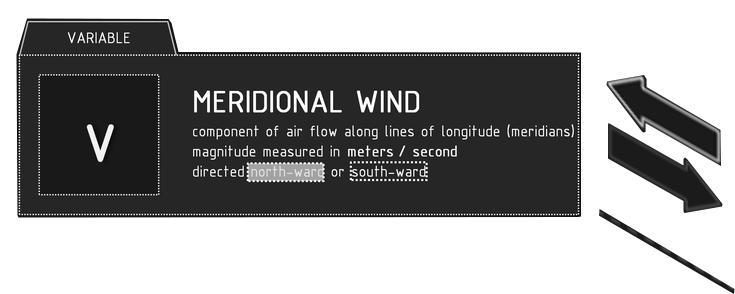 VARIABLE
V
MERIDIONAL WIND
component of air flow along lines of longitude (meridians)
magnitude measured in meters / second
directed north-ward or south-ward